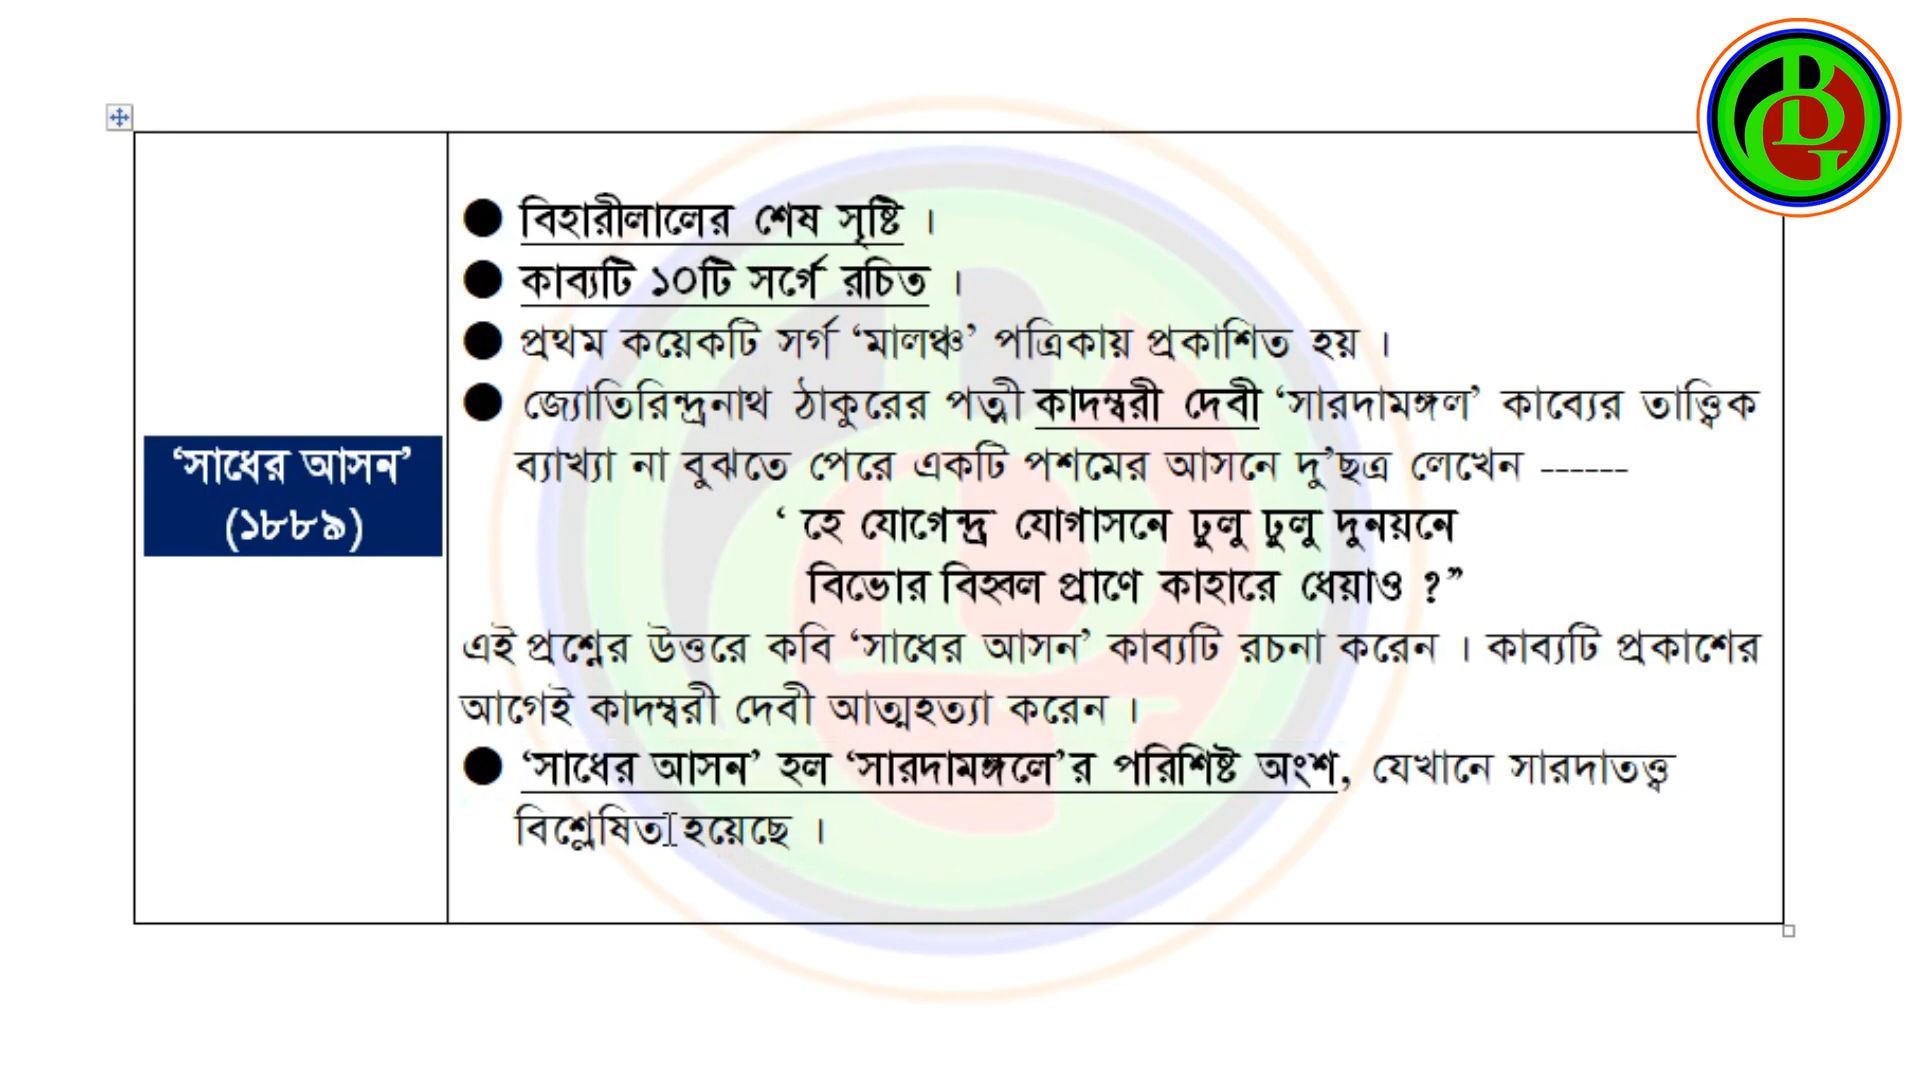 ● বিহারীলালের শেষ সৃষ্টি ।
● কাব্যটি ১০টি সর্গে রচিত ।
● প্রথম কয়েকটি সর্গ ‘মালঞ্চ’ পত্রিকায় প্রকাশিত হয় ।
● জ্যোতিরিন্দ্রনাথ ঠাকুরের পত্নী কাদম্বরী দেবী ‘সারদামঙ্গল’ কাব্যের তাত্ত্বিক
ব্যাখ্যা না বুঝতে পেরে একটি পশমের আসনে দু’ছত্র লেখেন ------
‘সাধের আসন’
(১৮৮৯)
‘ হে যোগেন্দ্র যোগাসনে ঢুলু ঢুলু দুনয়নে
বিভোর বিহ্বল প্রাণে কাহারে ধেয়াও ?”
এই প্রশ্নের উত্তরে কবি ‘সাধের আসন’ কাব্যটি রচনা করেন । কাব্যটি প্রকাশের
আগেই কাদম্বরী দেবী আত্মহত্যা করেন ।
● ‘সাধের আসন’ হল ‘সারদামঙ্গলে’র পরিশিষ্ট অংশ, যেখানে সারদাতত্ত্ব
বিশ্লেষিত হয়েছে ।